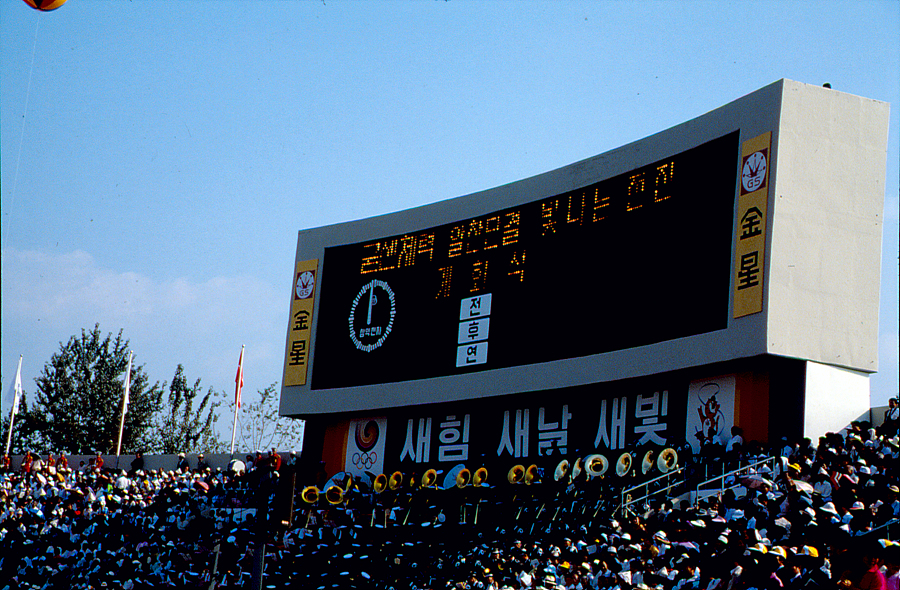 굳센체력 알찬단결 빛나는 전진
개 회 식
GS
金星
전
후
연
GS
金星
새힘 새날 새빛